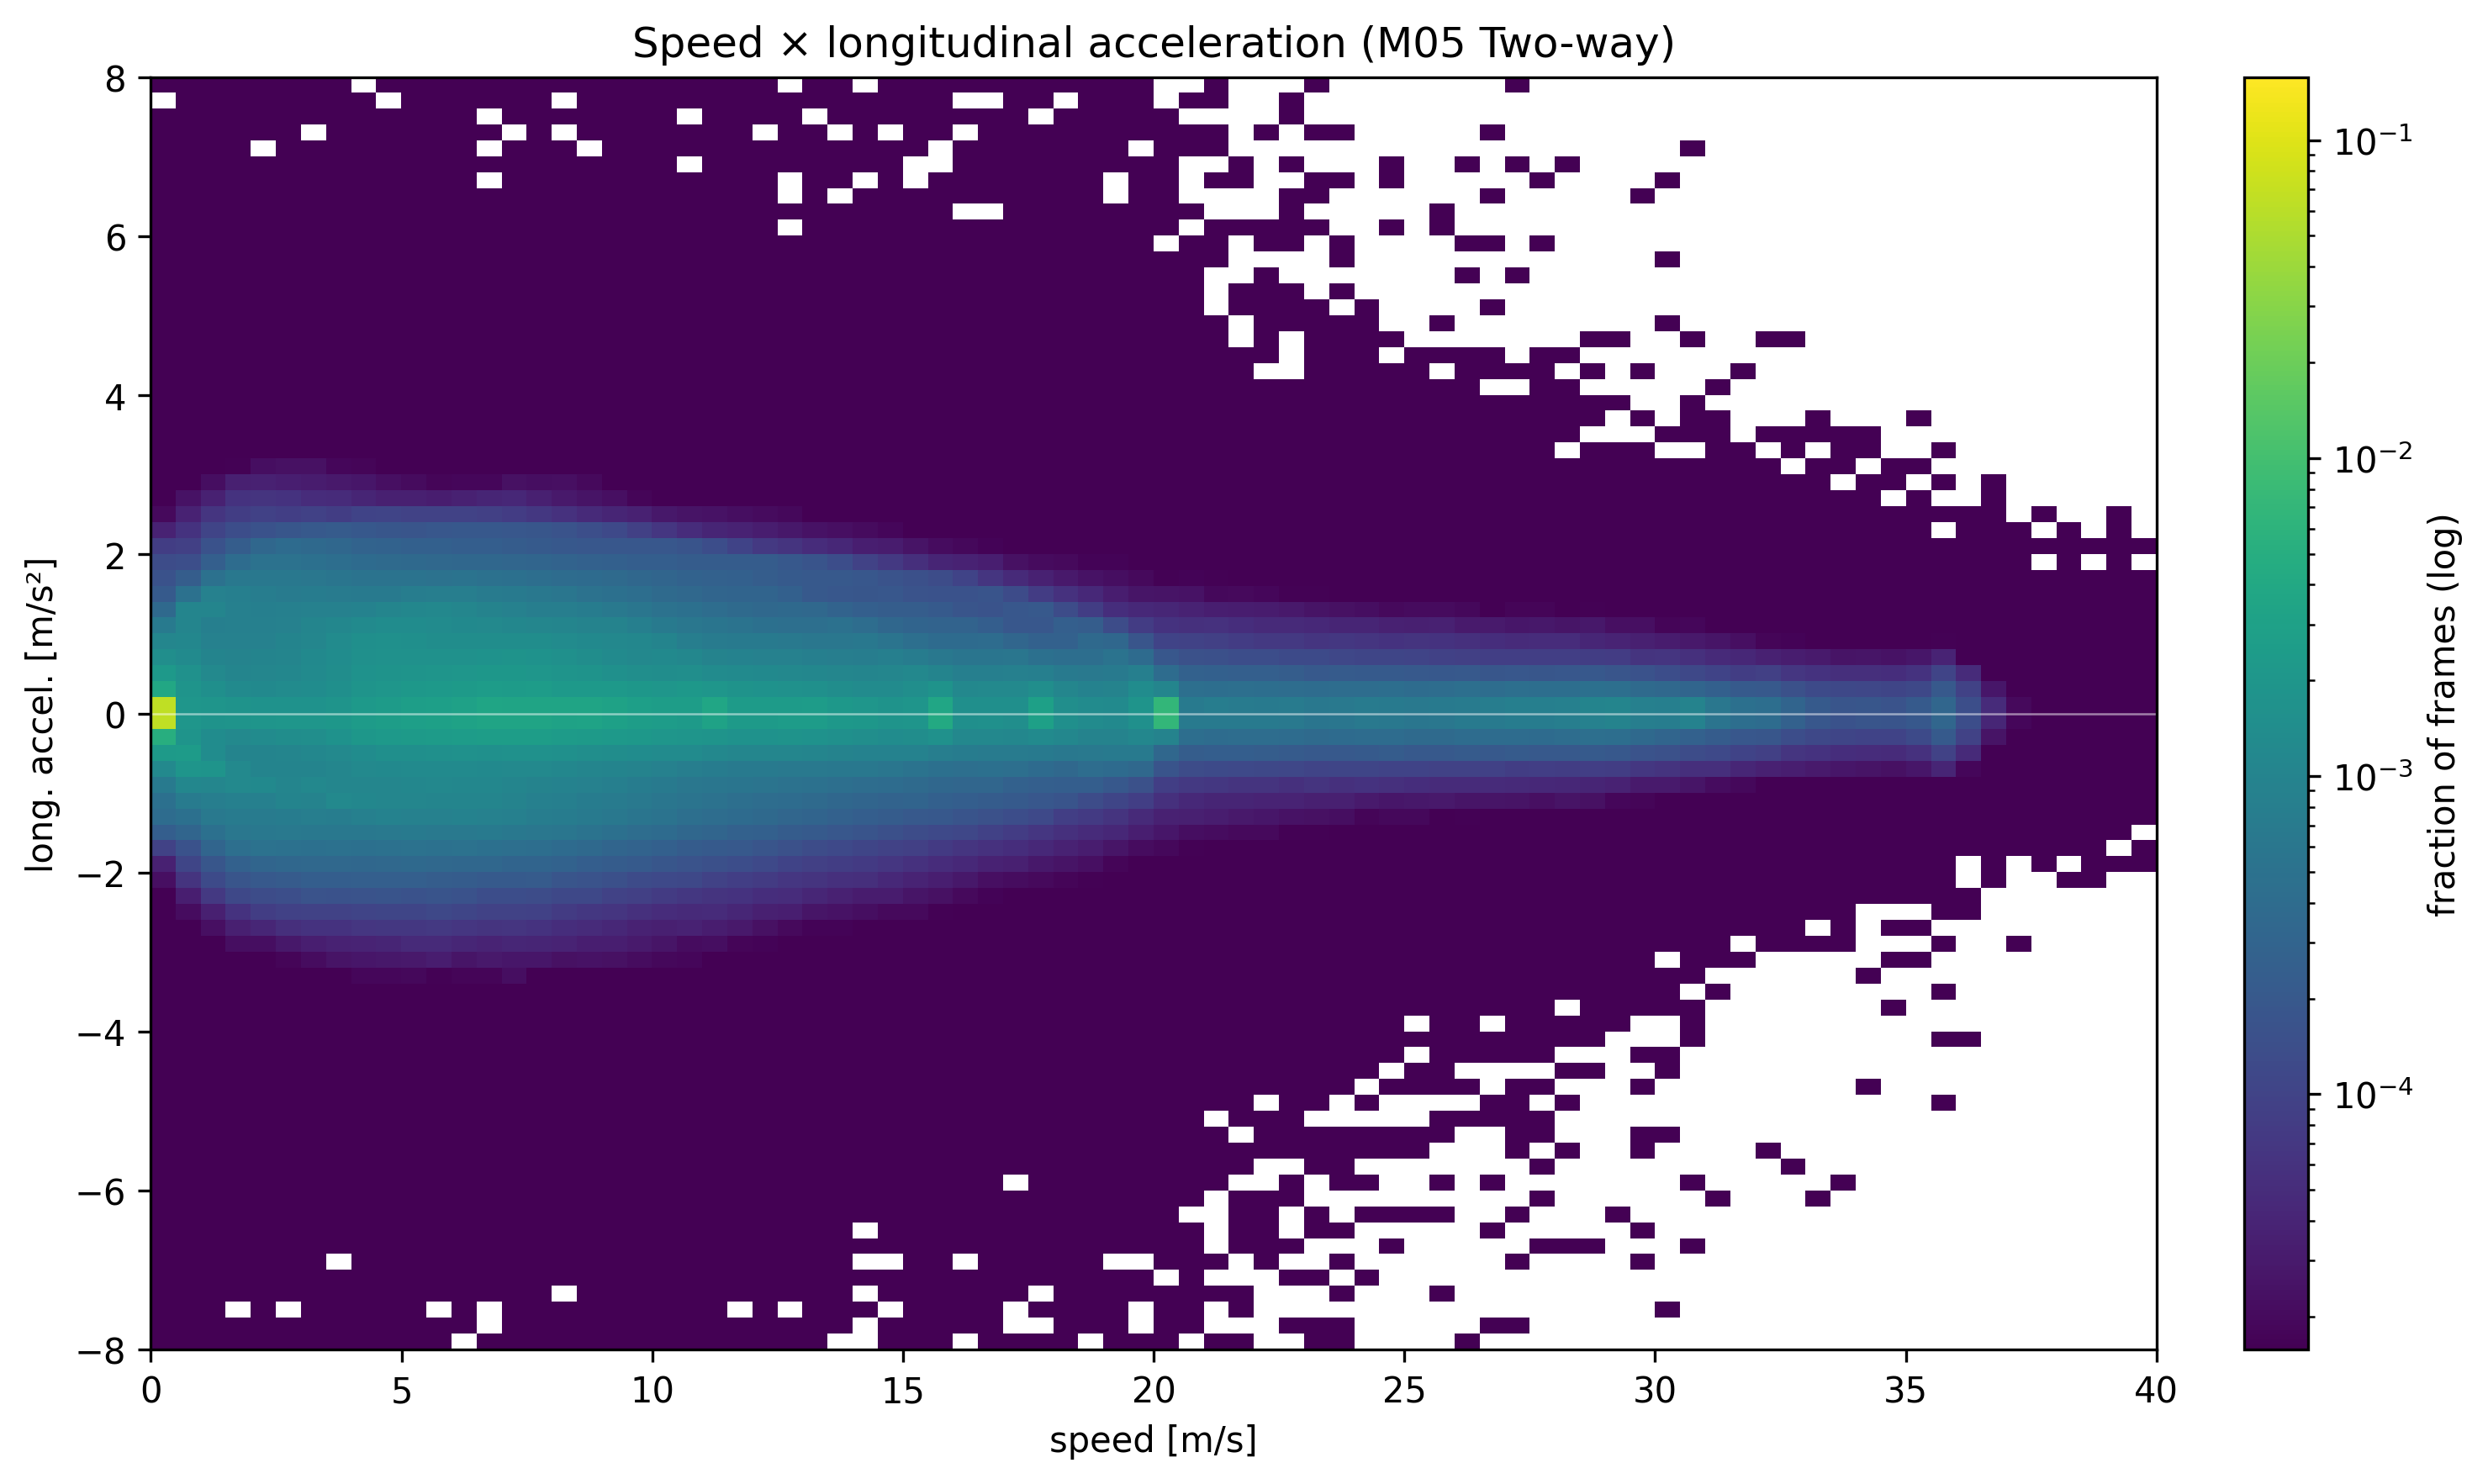 Speed × longitudinal acceleration (M05 Two-way)
8
6
4
2
0
−2
−4
−6
−8
long. accel. [m/s²]
0 5 10 15 20 25 30 35 40
speed [m/s]
10⁻¹
10⁻²
10⁻³
10⁻⁴
fraction of frames (log)